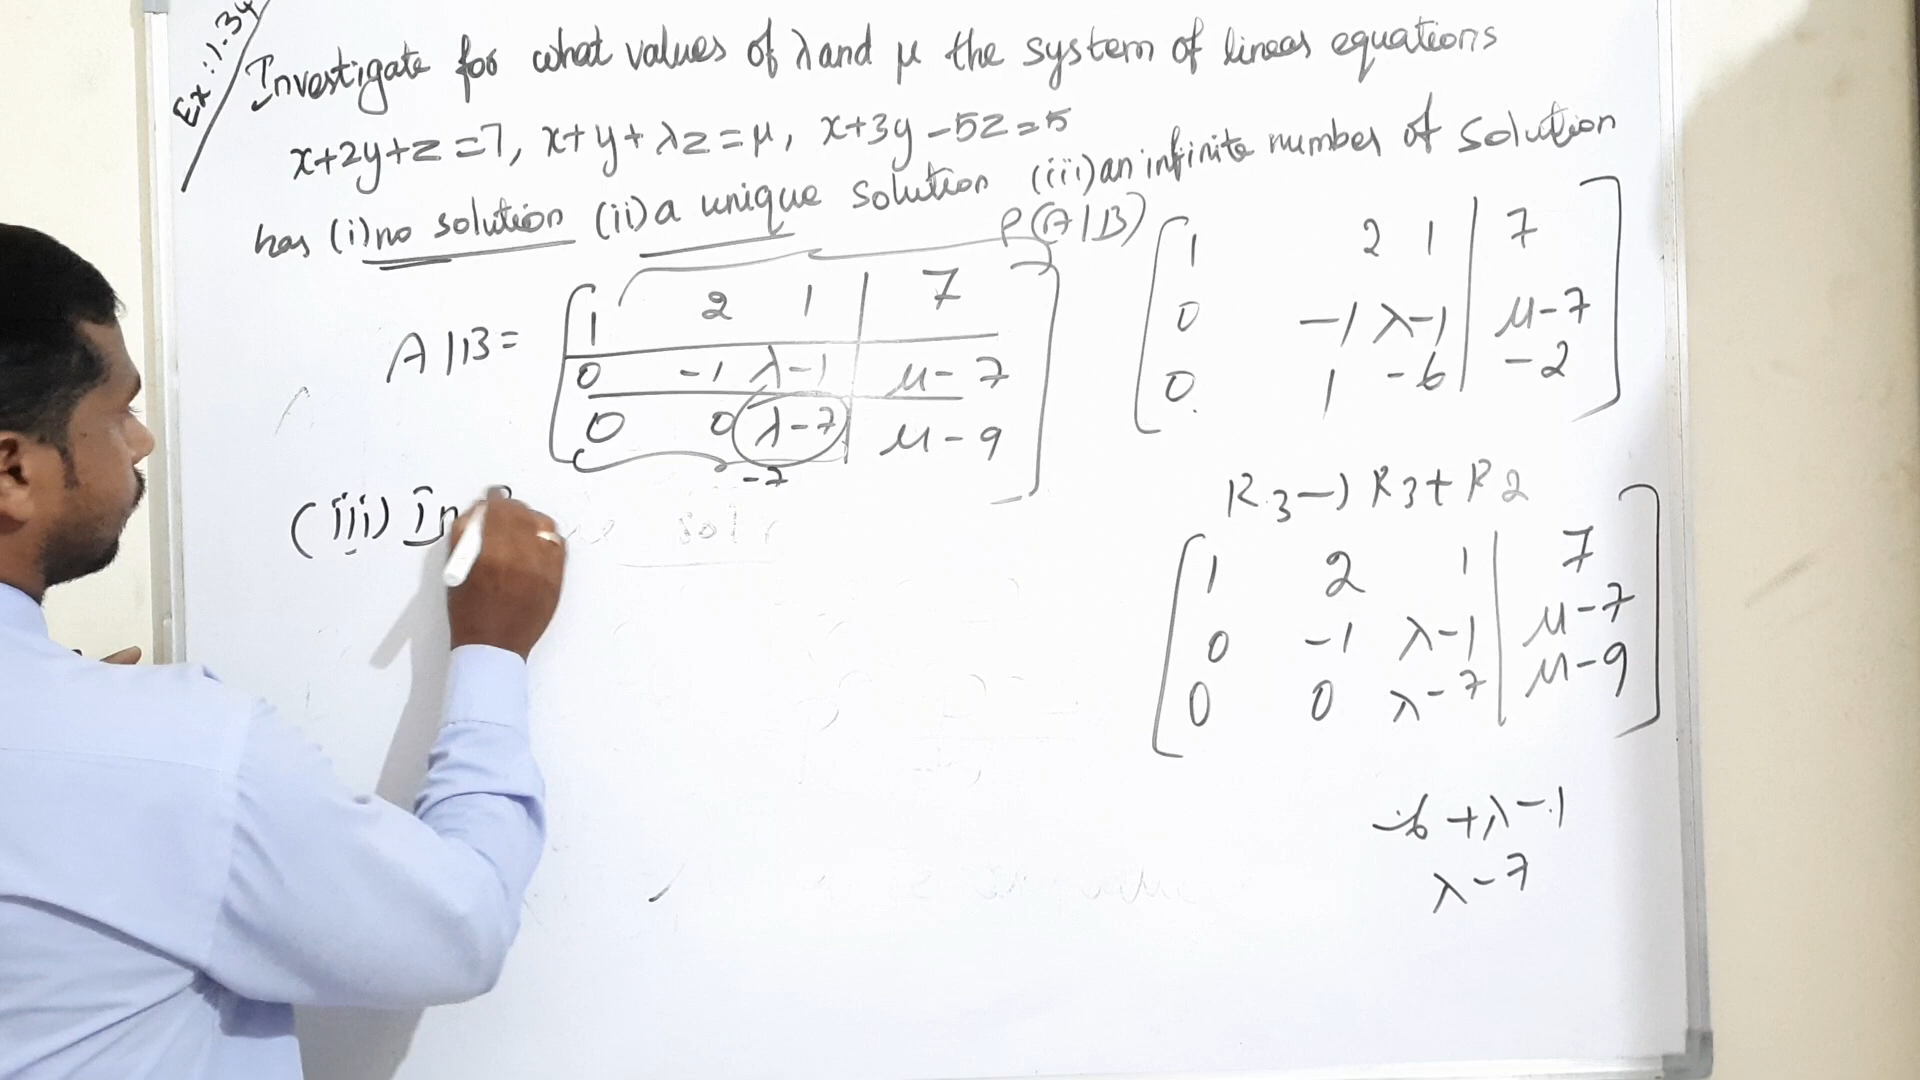 Ex:1.34
Investigate for what values of λ and μ the system of linear equations
x+2y+z=7, x+y+λz=μ, x+3y-5z=5
has (i) no solution (ii) a unique solution (iii) an infinite number of solution
A|B= [1 2 1 | 7
0 -1 λ-1 | μ-7
0 0 λ-7 | μ-9]
-7
(iii) In
ρ(A|B)
[1 2 1 | 7
0 -1 λ-1 | μ-7
0 1 -6 | -2]
R3→R3+R2
[1 2 1 | 7
0 -1 λ-1 | μ-7
0 0 λ-7 | μ-9]
-6+λ-1
λ-7